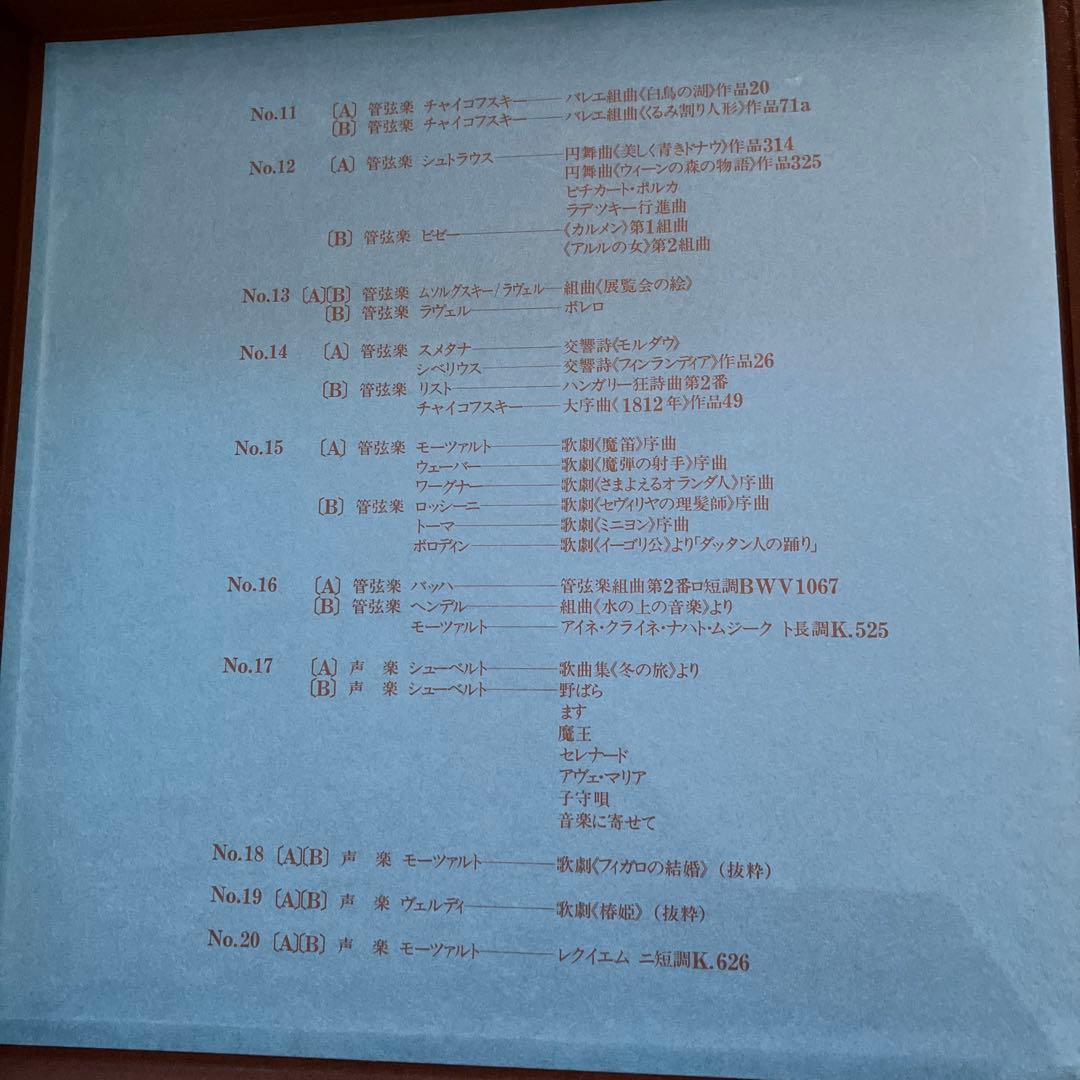 No.11 〔A〕 管弦楽 チャイコフスキー――バレエ組曲《白鳥の湖》作品20
〔B〕 管弦楽 チャイコフスキー――バレエ組曲《くるみ割り人形》作品71a
No.12 〔A〕 管弦楽 シュトラウス――円舞曲《美しく青きドナウ》作品314
円舞曲《ウィーンの森の物語》作品325
ピチカート・ポルカ
ラデツキー行進曲
〔B〕 管弦楽 ビゼー――《カルメン》第1組曲
《アルルの女》第2組曲
No.13 〔A〕〔B〕 管弦楽 ムソルグスキー/ラヴェル――組曲《展覧会の絵》
〔B〕 管弦楽 ラヴェル――ボレロ
No.14 〔A〕 管弦楽 スメタナ――交響詩《モルダウ》
シベリウス――交響詩《フィンランディア》作品26
〔B〕 管弦楽 リスト――ハンガリー狂詩曲第2番
チャイコフスキー――大序曲《1812年》作品49
No.15 〔A〕 管弦楽 モーツァルト――歌劇《魔笛》序曲
ウェーバー――歌劇《魔弾の射手》序曲
ワーグナー――歌劇《さまよえるオランダ人》序曲
〔B〕 管弦楽 ロッシーニ――歌劇《セヴィリヤの理髪師》序曲
トーマ――歌劇《ミニヨン》序曲
ボロディン――歌劇《イーゴリ公》より「ダッタン人の踊り」
No.16 〔A〕 管弦楽 バッハ――管弦楽組曲第2番ロ短調BWV1067
〔B〕 管弦楽 ヘンデル――組曲《水の上の音楽》より
モーツァルト――アイネ・クライネ・ナハト・ムジーク ト長調K.525
No.17 〔A〕 声 楽 シューベルト――歌曲集《冬の旅》より
〔B〕 声 楽 シューベルト――野ばら
ます
魔王
セレナード
アヴェ・マリア
子守唄
音楽に寄せて
No.18 〔A〕〔B〕 声 楽 モーツァルト――歌劇《フィガロの結婚》(抜粋)
No.19 〔A〕〔B〕 声 楽 ヴェルディ――歌劇《椿姫》(抜粋)
No.20 〔A〕〔B〕 声 楽 モーツァルト――レクイエム ニ短調K.626